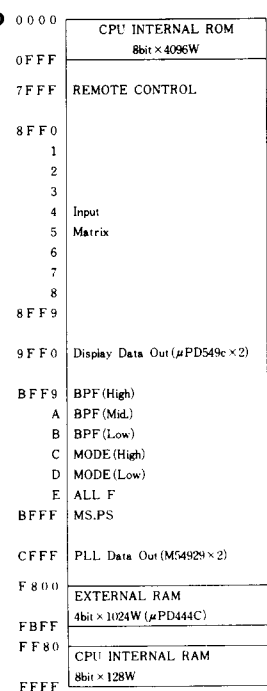 0000
CPU INTERNAL ROM
8bit×4096W
0FFF
7FFF REMOTE CONTROL
8FF0
1
2
3
4 Input
5 Matrix
6
7
8
8FF9
9FF0 Display Data Out (μPD549c×2)
BFF9 BPF (High)
A BPF (Mid.)
B BPF (Low)
C MODE (High)
D MODE (Low)
E ALL F
BFFF MS.PS
CFFF PLL Data Out (M54929×2)
F800
EXTERNAL RAM
4bit×1024W (μPD444C)
FBFF
FF80
CPU INTERNAL RAM
8bit×128W
FFFF